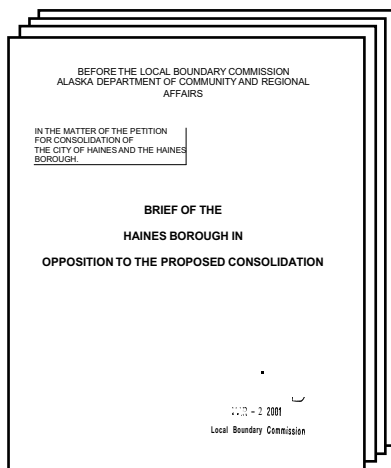 BEFORE THE LOCAL BOUNDARY COMMISSION
ALASKA DEPARTMENT OF COMMUNITY AND REGIONAL
AFFAIRS
IN THE MATTER OF THE PETITION
FOR CONSOLIDATION OF
THE CITY OF HAINES AND THE HAINES
BOROUGH.
BRIEF OF THE
HAINES BOROUGH IN
OPPOSITION TO THE PROPOSED CONSOLIDATION
- 2 2001
Local Boundary Commission